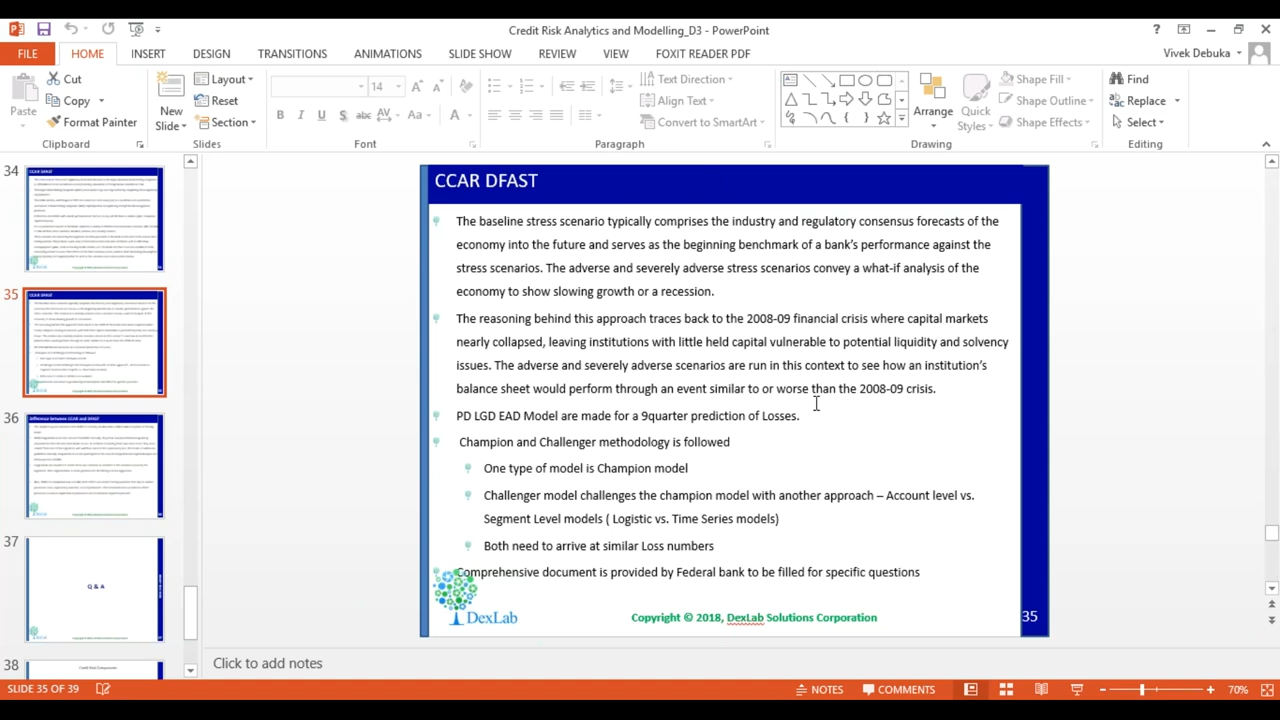 Credit Risk Analytics and Modelling_D3 - PowerPoint
FILE HOME INSERT DESIGN TRANSITIONS ANIMATIONS SLIDE SHOW REVIEW VIEW FOXIT READER PDF Vivek Debuka
Cut
Copy
Format Painter
Paste
Clipboard
New Slide
Layout
Reset
Section
Slides
14
Font
Text Direction
Align Text
Convert to SmartArt
Paragraph
Arrange
Quick Styles
Shape Fill
Shape Outline
Shape Effects
Drawing
Find
Replace
Select
Editing
34
35
CCAR DFAST
36
Difference between CCAR and DFAST
37
Q & A
38
Credit Risk Components
CCAR DFAST
The baseline stress scenario typically comprises the industry and regulatory consensus forecasts of the
economy into the future and serves as the beginning benchmark of banks performance against the
stress scenarios. The adverse and severely adverse stress scenarios convey a what-if analysis of the
economy to show slowing growth or a recession.
The reasoning behind this approach traces back to the 2008-09 financial crisis where capital markets
nearly collapsed, leaving institutions with little held capital vulnerable to potential liquidity and solvency
issues. The adverse and severely adverse scenarios are run in this context to see how an institution's
balance sheet would perform through an event similar to or worse than the 2008-09 crisis.
PD LGD EAD Model are made for a 9quarter prediction of Losses.
Champion and Challenger methodology is followed
One type of model is Champion model
Challenger model challenges the champion model with another approach – Account level vs.
Segment Level models ( Logistic vs. Time Series models)
Both need to arrive at similar Loss numbers
Comprehensive document is provided by Federal bank to be filled for specific questions
DexLab
Copyright © 2018, DexLab Solutions Corporation
35
Click to add notes
SLIDE 35 OF 39 NOTES COMMENTS 70%